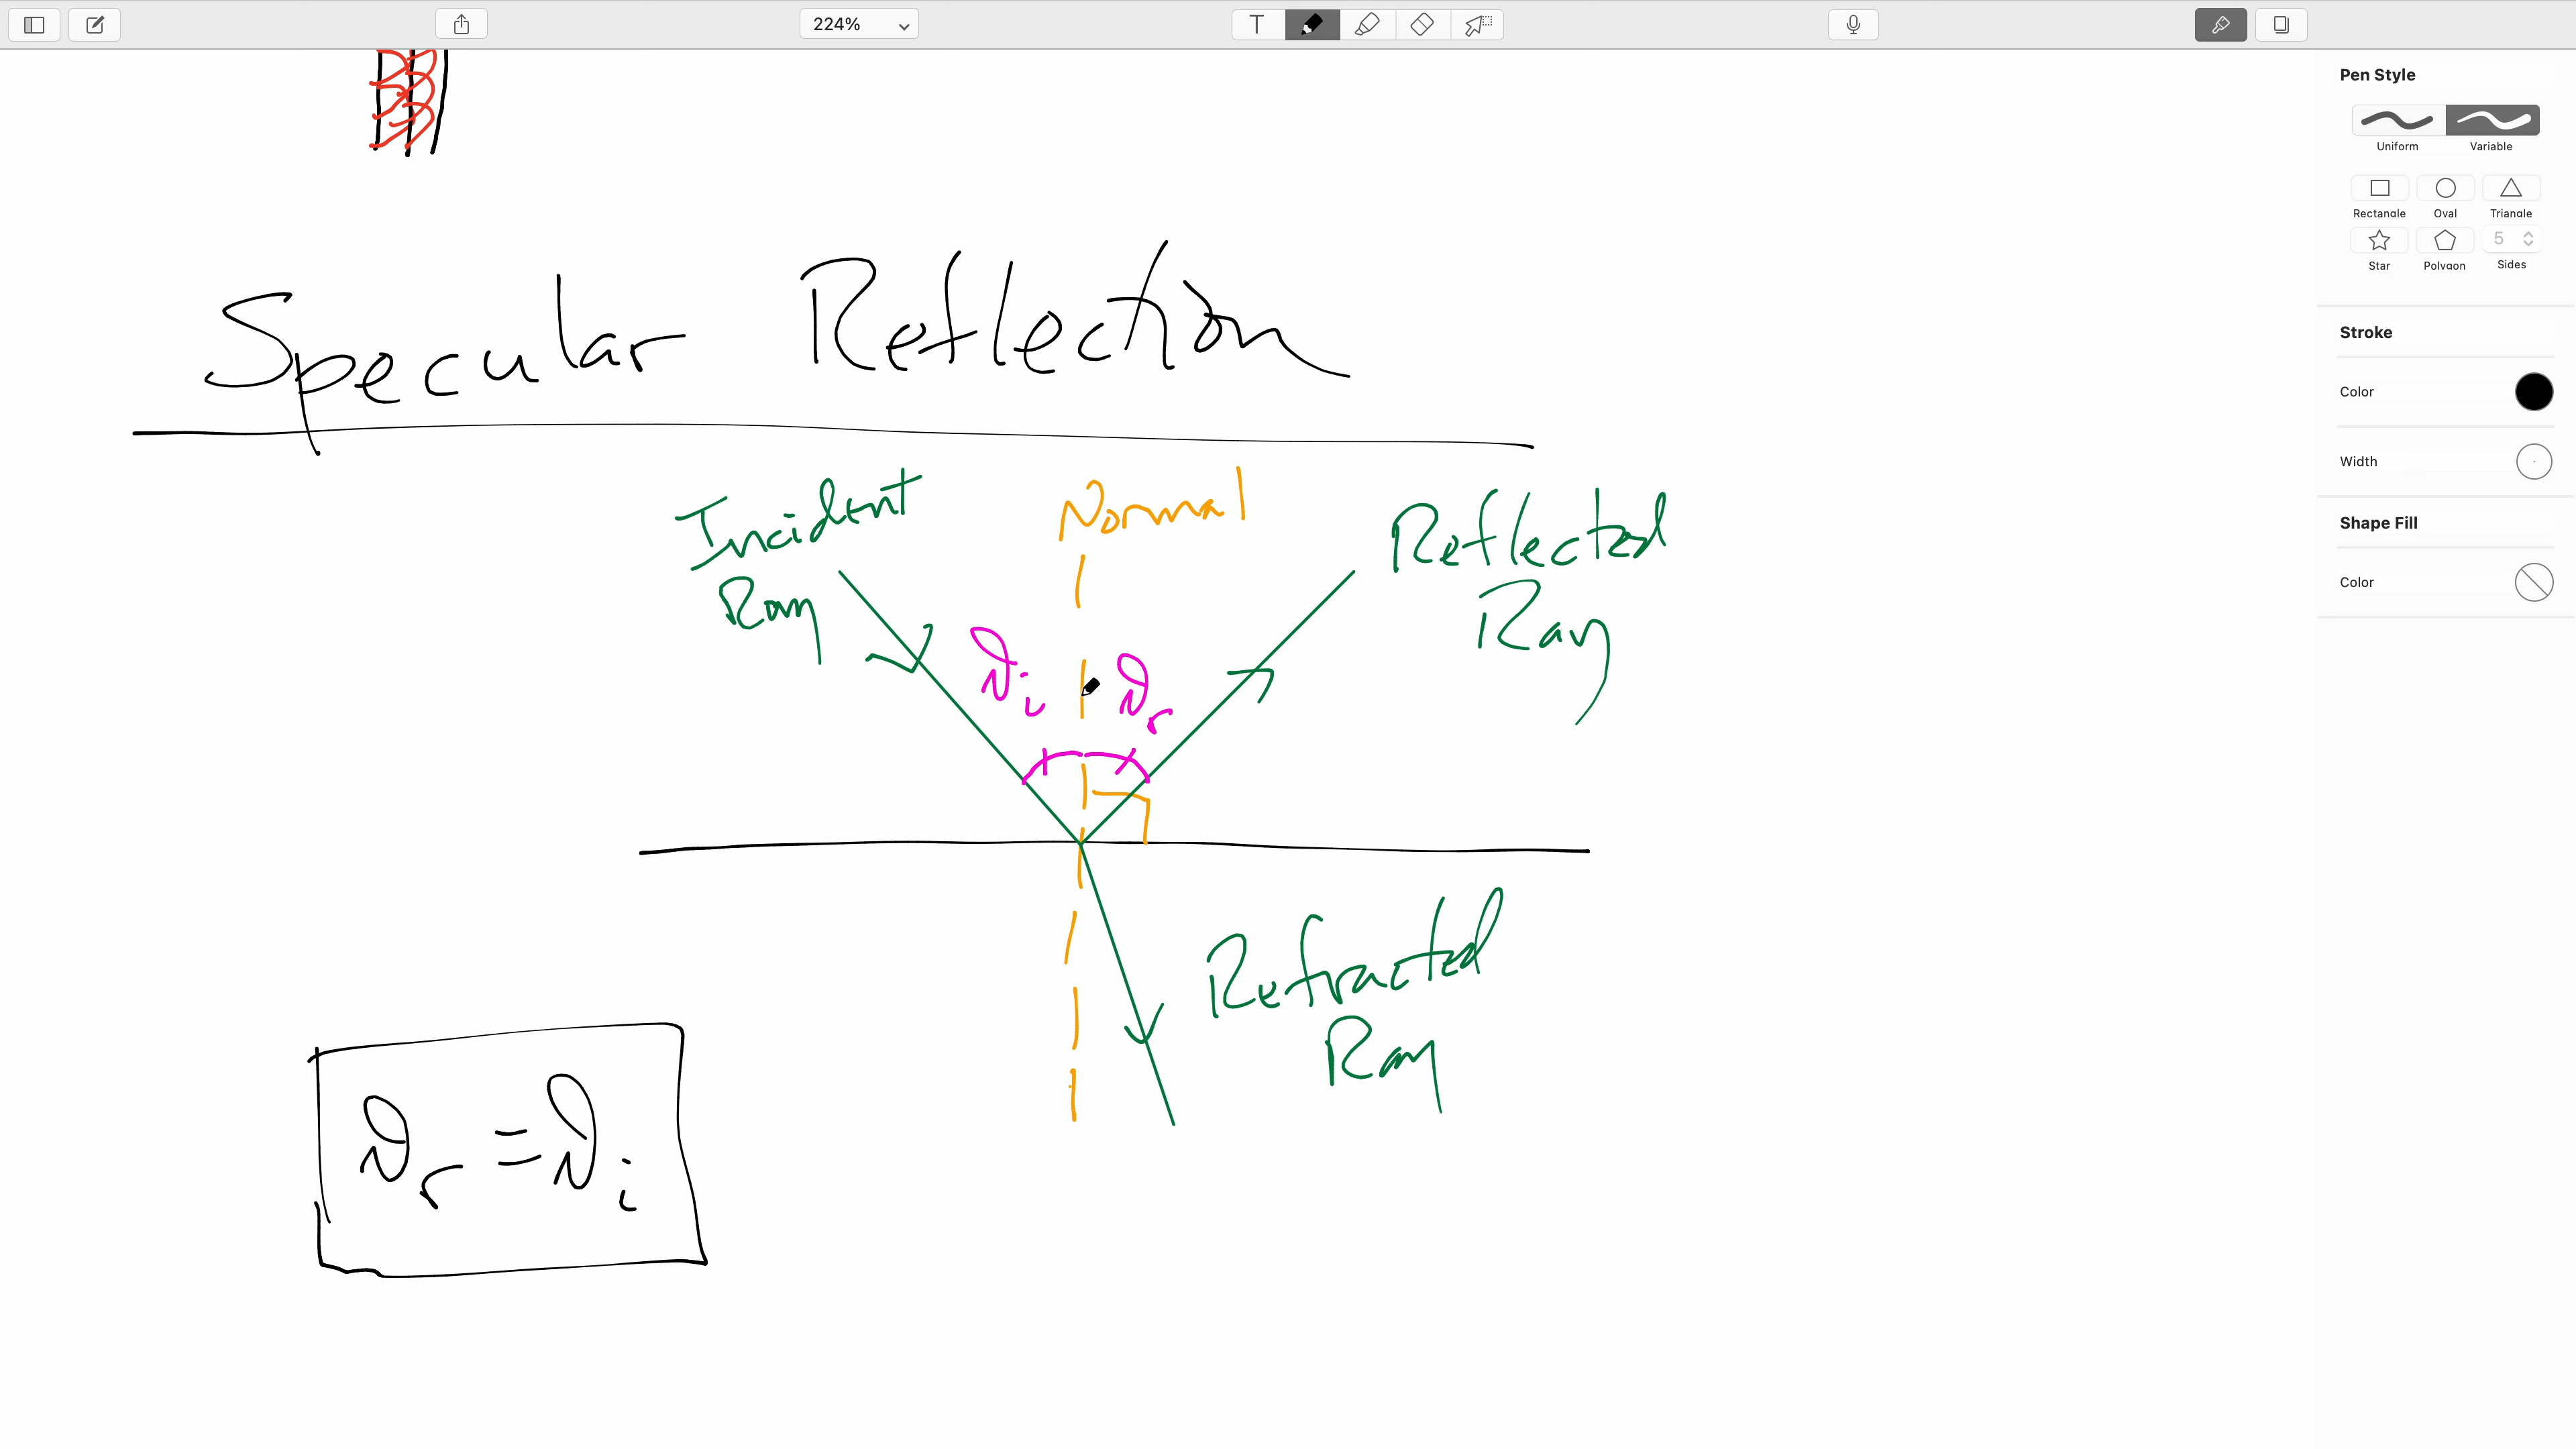 224%
T
Pen Style
Uniform
Variable
Rectangle
Oval
Triangle
5
Star
Polygon
Sides
Stroke
Color
Width
Shape Fill
Color
Specular Reflection
Incident
Ray
Normal
Reflected
Ray
ϑi
ϑr
Refracted
Ray
ϑr = ϑi